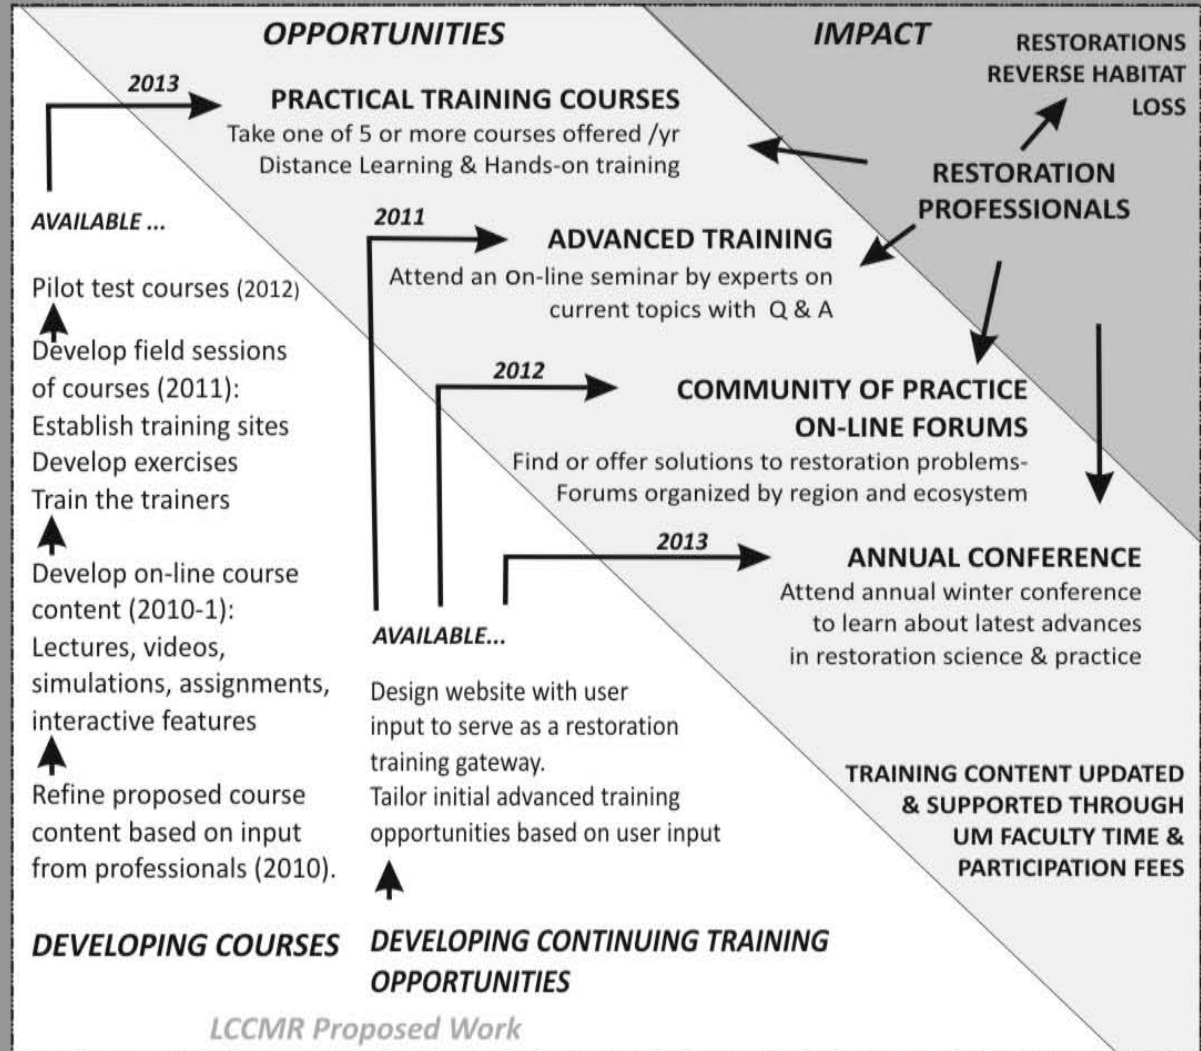 OPPORTUNITIES
IMPACT
RESTORATIONS
REVERSE HABITAT
LOSS
2013
PRACTICAL TRAINING COURSES
Take one of 5 or more courses offered /yr
Distance Learning & Hands-on training
RESTORATION
PROFESSIONALS
AVAILABLE ...
2011
ADVANCED TRAINING
Attend an On-line seminar by experts on
current topics with Q & A
Pilot test courses (2012)
Develop field sessions
of courses (2011):
Establish training sites
Develop exercises
Train the trainers
2012
COMMUNITY OF PRACTICE
ON-LINE FORUMS
Find or offer solutions to restoration problems-
Forums organized by region and ecosystem
2013
ANNUAL CONFERENCE
Attend annual winter conference
to learn about latest advances
in restoration science & practice
Develop on-line course
content (2010-1):
Lectures, videos,
simulations, assignments,
interactive features
AVAILABLE...
Design website with user
input to serve as a restoration
training gateway.
Tailor initial advanced training
opportunities based on user input
Refine proposed course
content based on input
from professionals (2010).
TRAINING CONTENT UPDATED
& SUPPORTED THROUGH
UM FACULTY TIME &
PARTICIPATION FEES
DEVELOPING COURSES
DEVELOPING CONTINUING TRAINING
OPPORTUNITIES
LCCMR Proposed Work